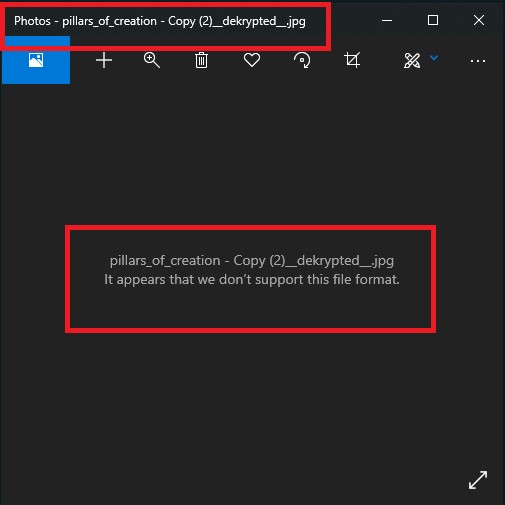 Photos - pillars_of_creation - Copy (2)__dekrypted__.jpg
pillars_of_creation - Copy (2)__dekrypted__.jpg
It appears that we don't support this file format.